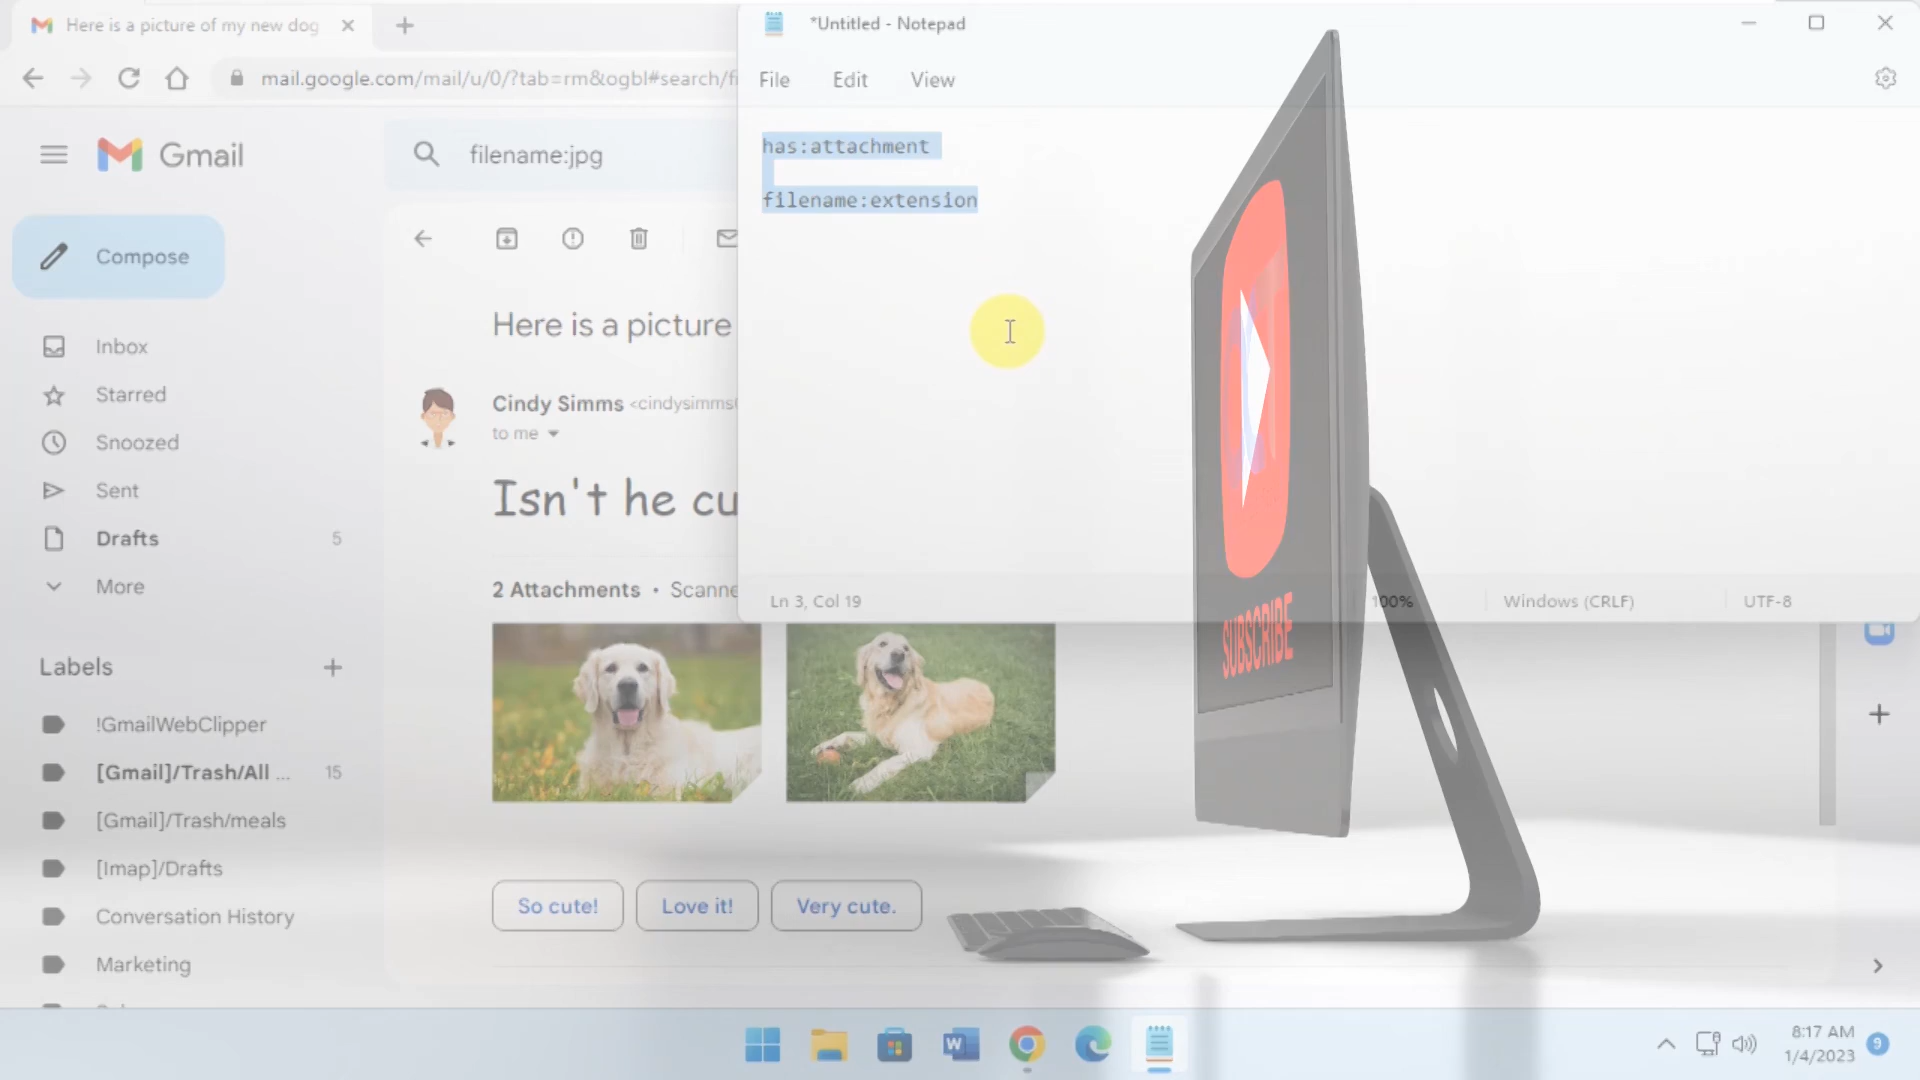 Here is a picture of my new dog
*Untitled - Notepad
mail.google.com/mail/u/0/?tab=rm&ogbl#search/fi
File Edit View
Gmail
filename:jpg
has:attachment
filename:extension
Compose
Here is a picture
Inbox
Starred
Cindy Simms <cindysimms
to me
Snoozed
Sent
Isn't he cu
Drafts 5
More
2 Attachments • Scanne
Ln 3, Col 19 100% Windows (CRLF) UTF-8
SUBSCRIBE
Labels
!GmailWebClipper
[Gmail]/Trash/All ... 15
[Gmail]/Trash/meals
[Imap]/Drafts
So cute! Love it! Very cute.
Conversation History
Marketing
W
8:17 AM
1/4/2023
9